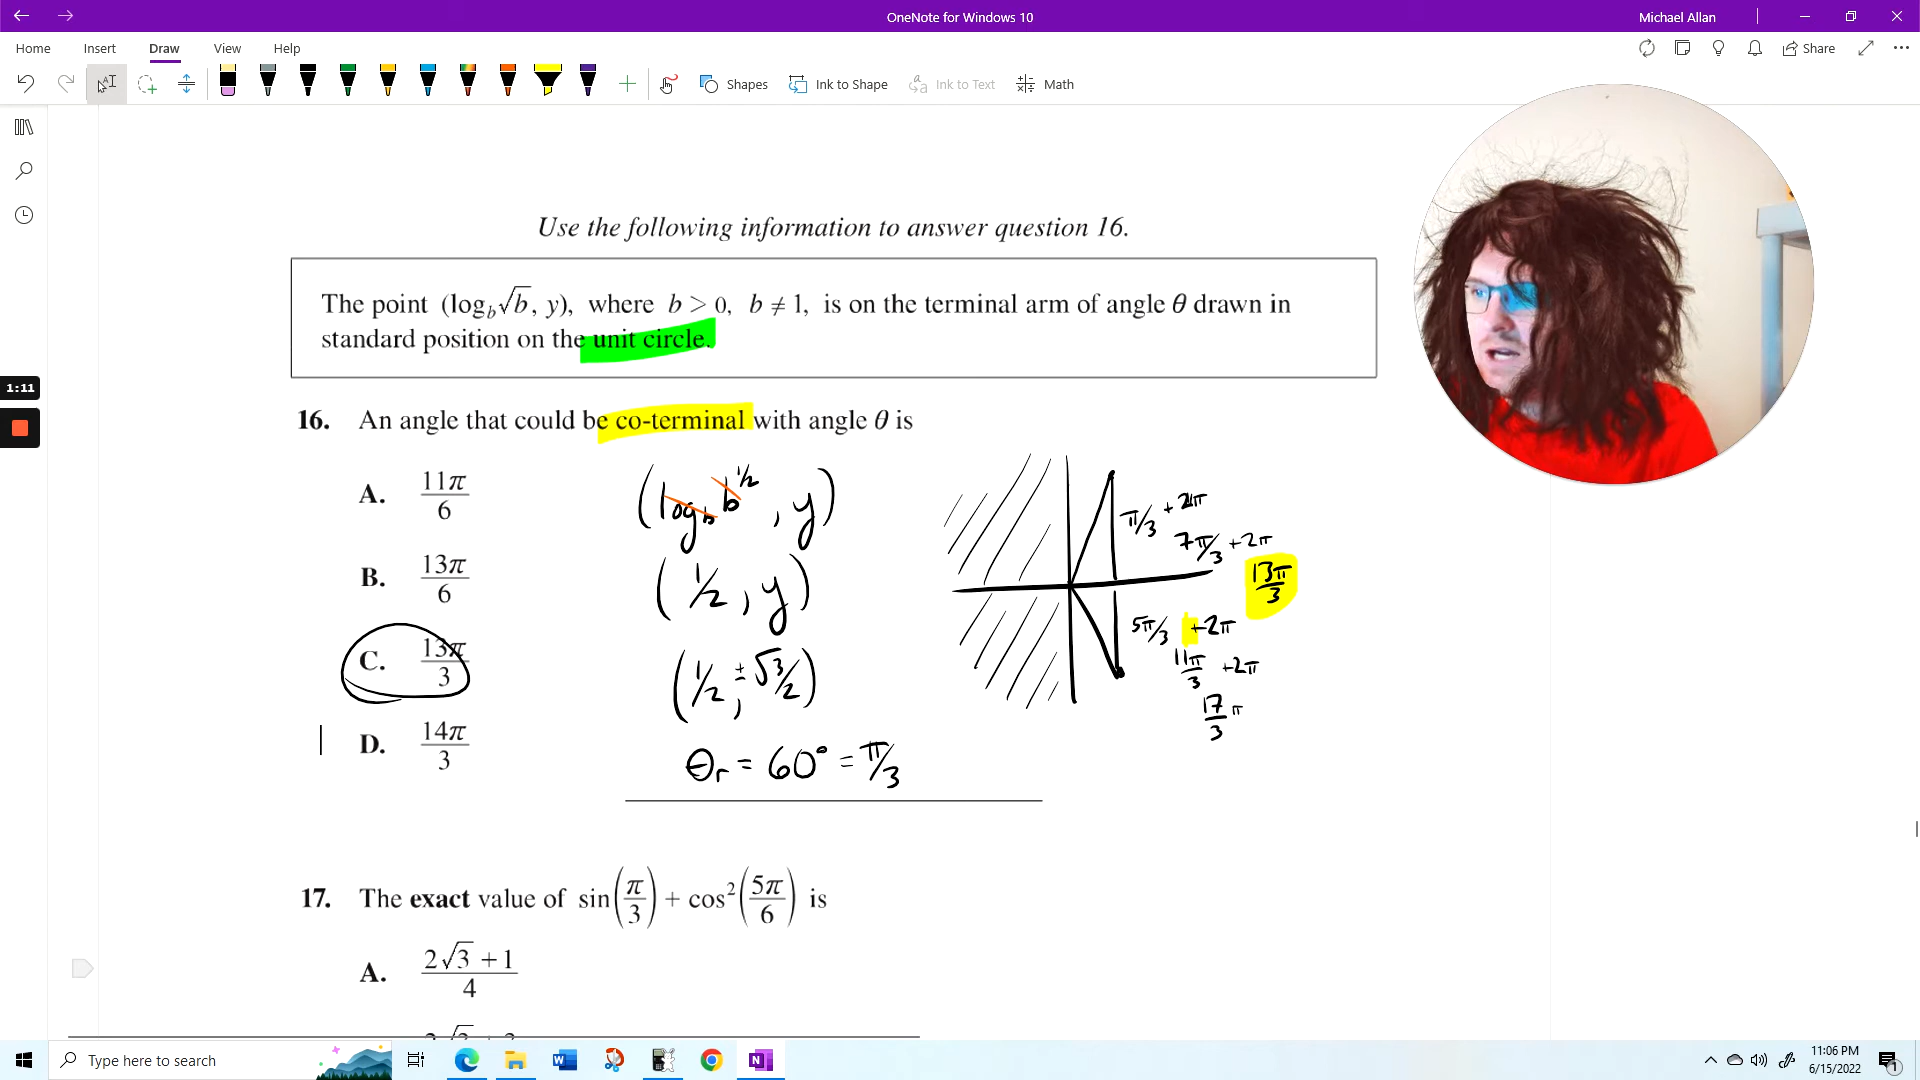 OneNote for Windows 10
Michael Allan
Home Insert Draw View Help
Share
Shapes
Ink to Shape
Ink to Text
Math
Use the following information to answer question 16.
The point (log_b √b, y), where b > 0, b ≠ 1, is on the terminal arm of angle θ drawn in
standard position on the unit circle.
1:11
16. An angle that could be co-terminal with angle θ is
A. 11π/6
B. 13π/6
C. 13π/3
D. 14π/3
(log_b b^1/2, y)
(1/2, y)
(1/2, ±√3/2)
θr = 60° = π/3
π/3 + 2π
7π/3 + 2π
13π/3
5π/3 +2π
11π/3 +2π
17/3 π
17. The exact value of sin(π/3) + cos²(5π/6) is
A. (2√3 + 1)/4
Type here to search
11:06 PM
6/15/2022
1